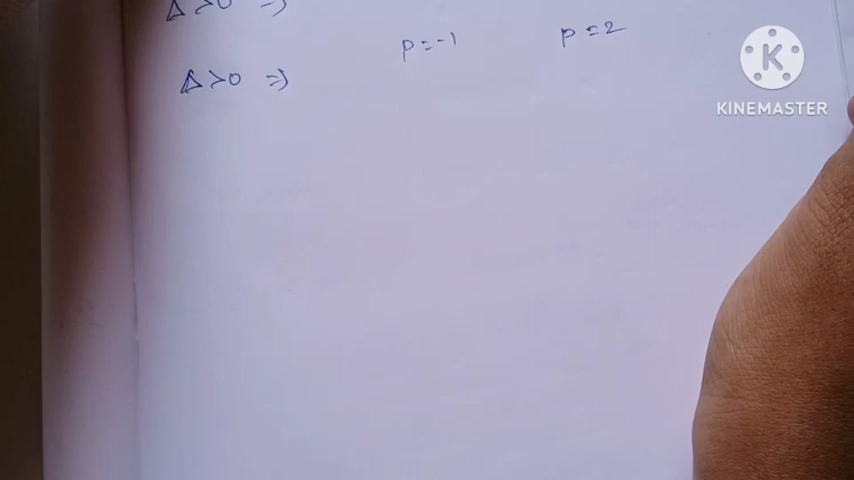 Δ>0 =>
p=-1 p=2
Δ>0 =>
KINEMASTER